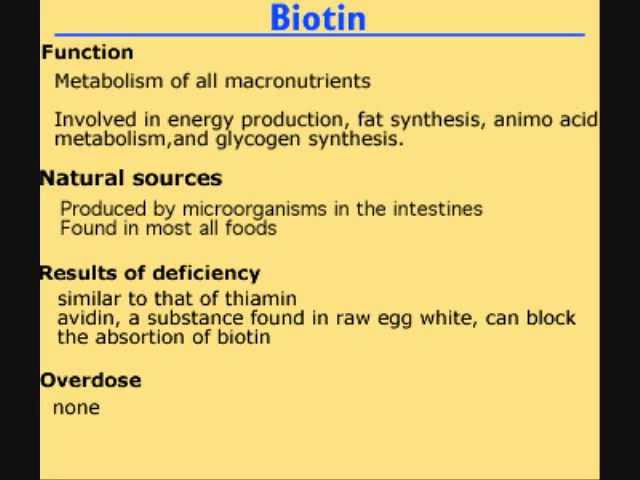 Biotin
Function
Metabolism of all macronutrients
Involved in energy production, fat synthesis, animo acid
metabolism,and glycogen synthesis.
Natural sources
Produced by microorganisms in the intestines
Found in most all foods
Results of deficiency
similar to that of thiamin
avidin, a substance found in raw egg white, can block
the absortion of biotin
Overdose
none